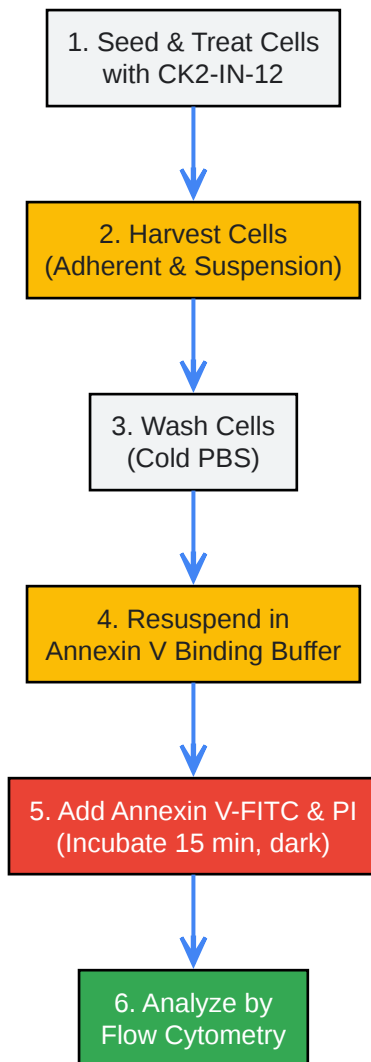 1. Seed & Treat Cells
with CK2-IN-12
2. Harvest Cells
(Adherent & Suspension)
3. Wash Cells
(Cold PBS)
4. Resuspend in
Annexin V Binding Buffer
5. Add Annexin V-FITC & PI
(Incubate 15 min, dark)
6. Analyze by
Flow Cytometry